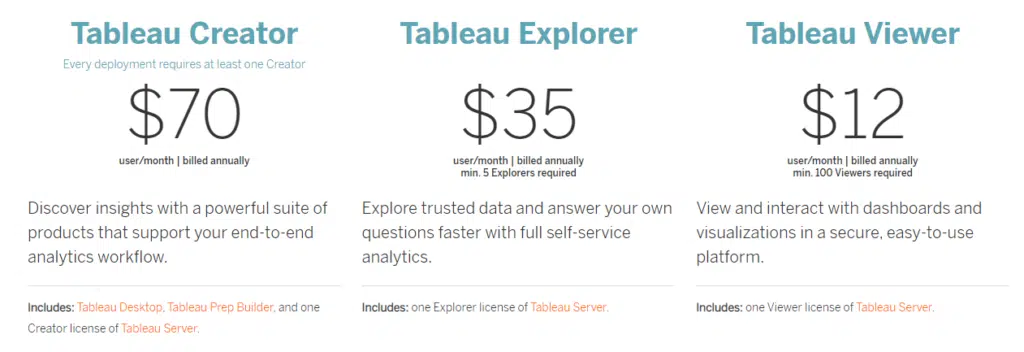 Tableau Creator
Every deployment requires at least one Creator
$70
user/month | billed annually
Discover insights with a powerful suite of
products that support your end-to-end
analytics workflow.
Includes: Tableau Desktop, Tableau Prep Builder, and one
Creator license of Tableau Server.
Tableau Explorer
$35
user/month | billed annually
min. 5 Explorers required
Explore trusted data and answer your own
questions faster with full self-service
analytics.
Includes: one Explorer license of Tableau Server.
Tableau Viewer
$12
user/month | billed annually
min. 100 Viewers required
View and interact with dashboards and
visualizations in a secure, easy-to-use
platform.
Includes: one Viewer license of Tableau Server.